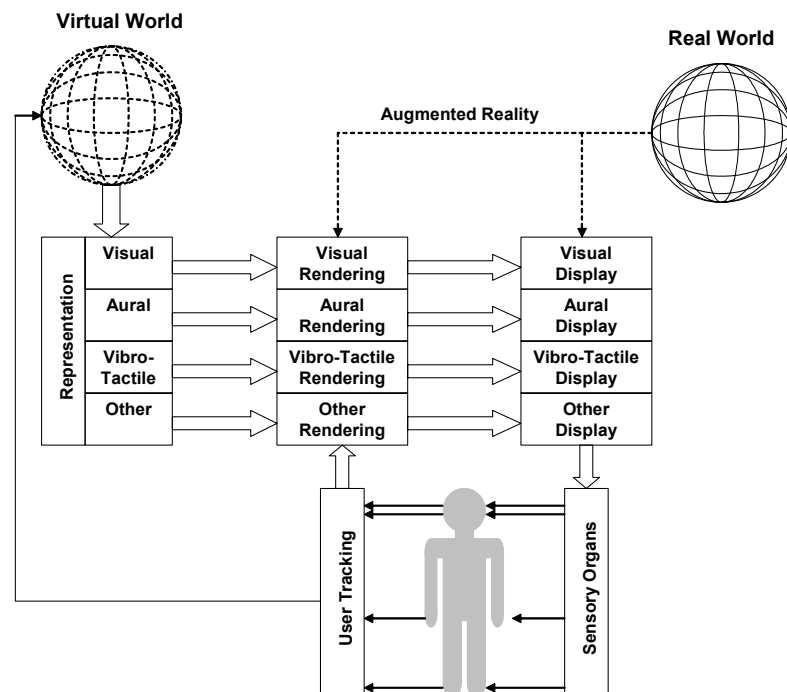 Virtual World
Real World
Augmented Reality
Representation
Visual
Aural
Vibro-
Tactile
Other
Visual
Rendering
Aural
Rendering
Vibro-Tactile
Rendering
Other
Rendering
Visual
Display
Aural
Display
Vibro-Tactile
Display
Other
Display
User Tracking
Sensory Organs